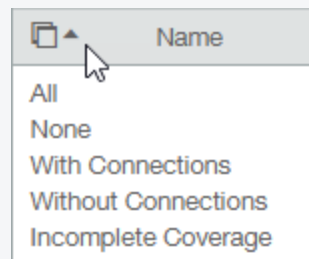 Name
All
None
With Connections
Without Connections
Incomplete Coverage